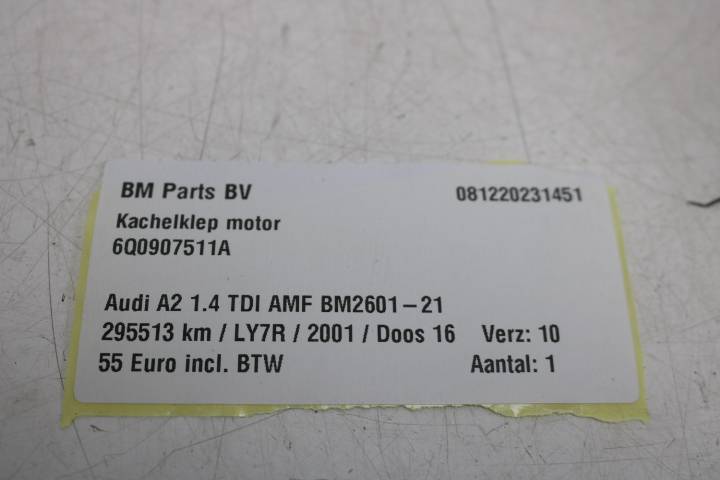 BM Parts BV 081220231451
Kachelklep motor
6Q0907511A
Audi A2 1.4 TDI AMF BM2601-21
295513 km / LY7R / 2001 / Doos 16 Verz: 10
55 Euro incl. BTW Aantal: 1